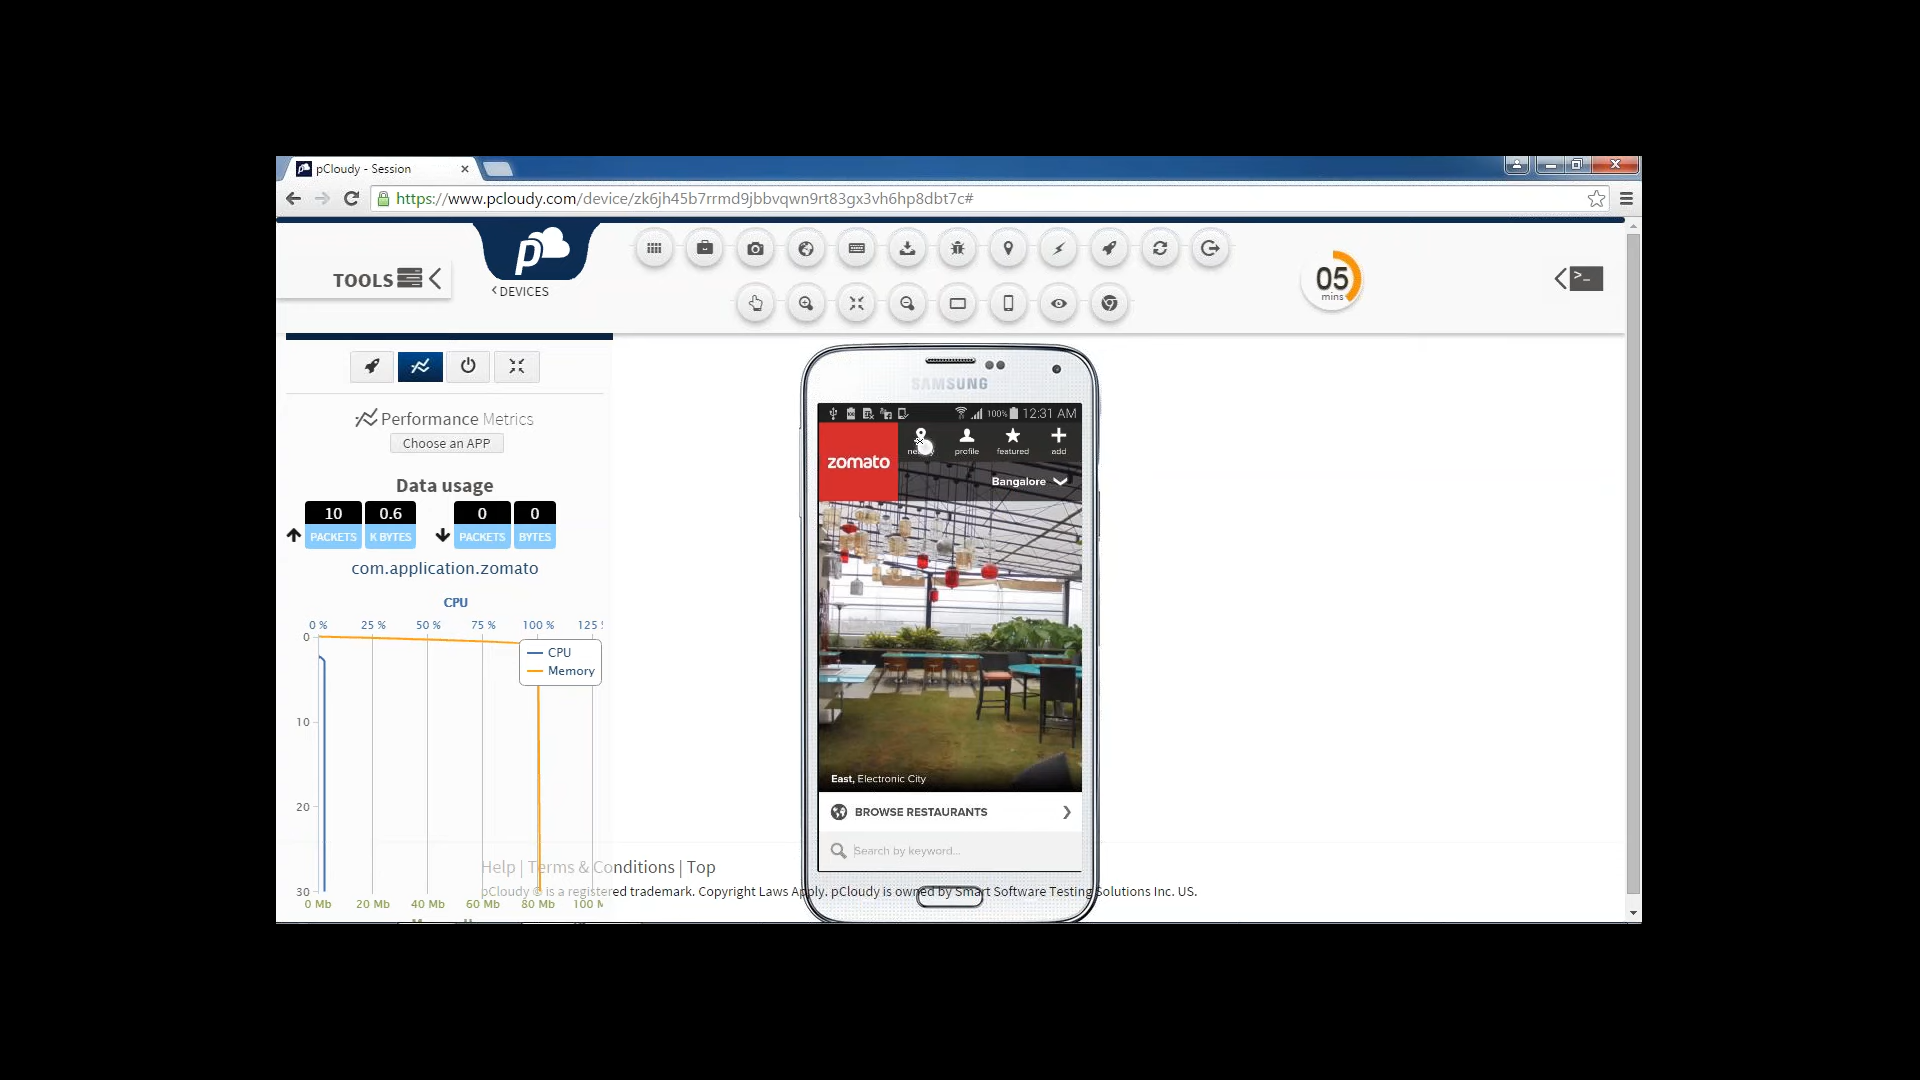 pCloudy - Session
https://www.pcloudy.com/device/zk6jh45b7rrmd9jbbvqwn9rt83gx3vh6hp8dbt7c#
TOOLS
p
DEVICES
05
mins
>_
Performance Metrics
Choose an APP
Data usage
10 0.6 0 0
PACKETS K BYTES PACKETS BYTES
com.application.zomato
CPU
0 % 25 % 50 % 75 % 100 % 125
0
CPU
Memory
10
20
30
0 Mb 20 Mb 40 Mb 60 Mb 80 Mb 100 M
SAMSUNG
100% 12:31 AM
zomato
profile featured add
Bangalore
East, Electronic City
BROWSE RESTAURANTS
Search by keyword...
Help | Terms & Conditions | Top
pCloudy © is a registered trademark. Copyright Laws Apply. pCloudy is owned by Smart Software Testing Solutions Inc. US.